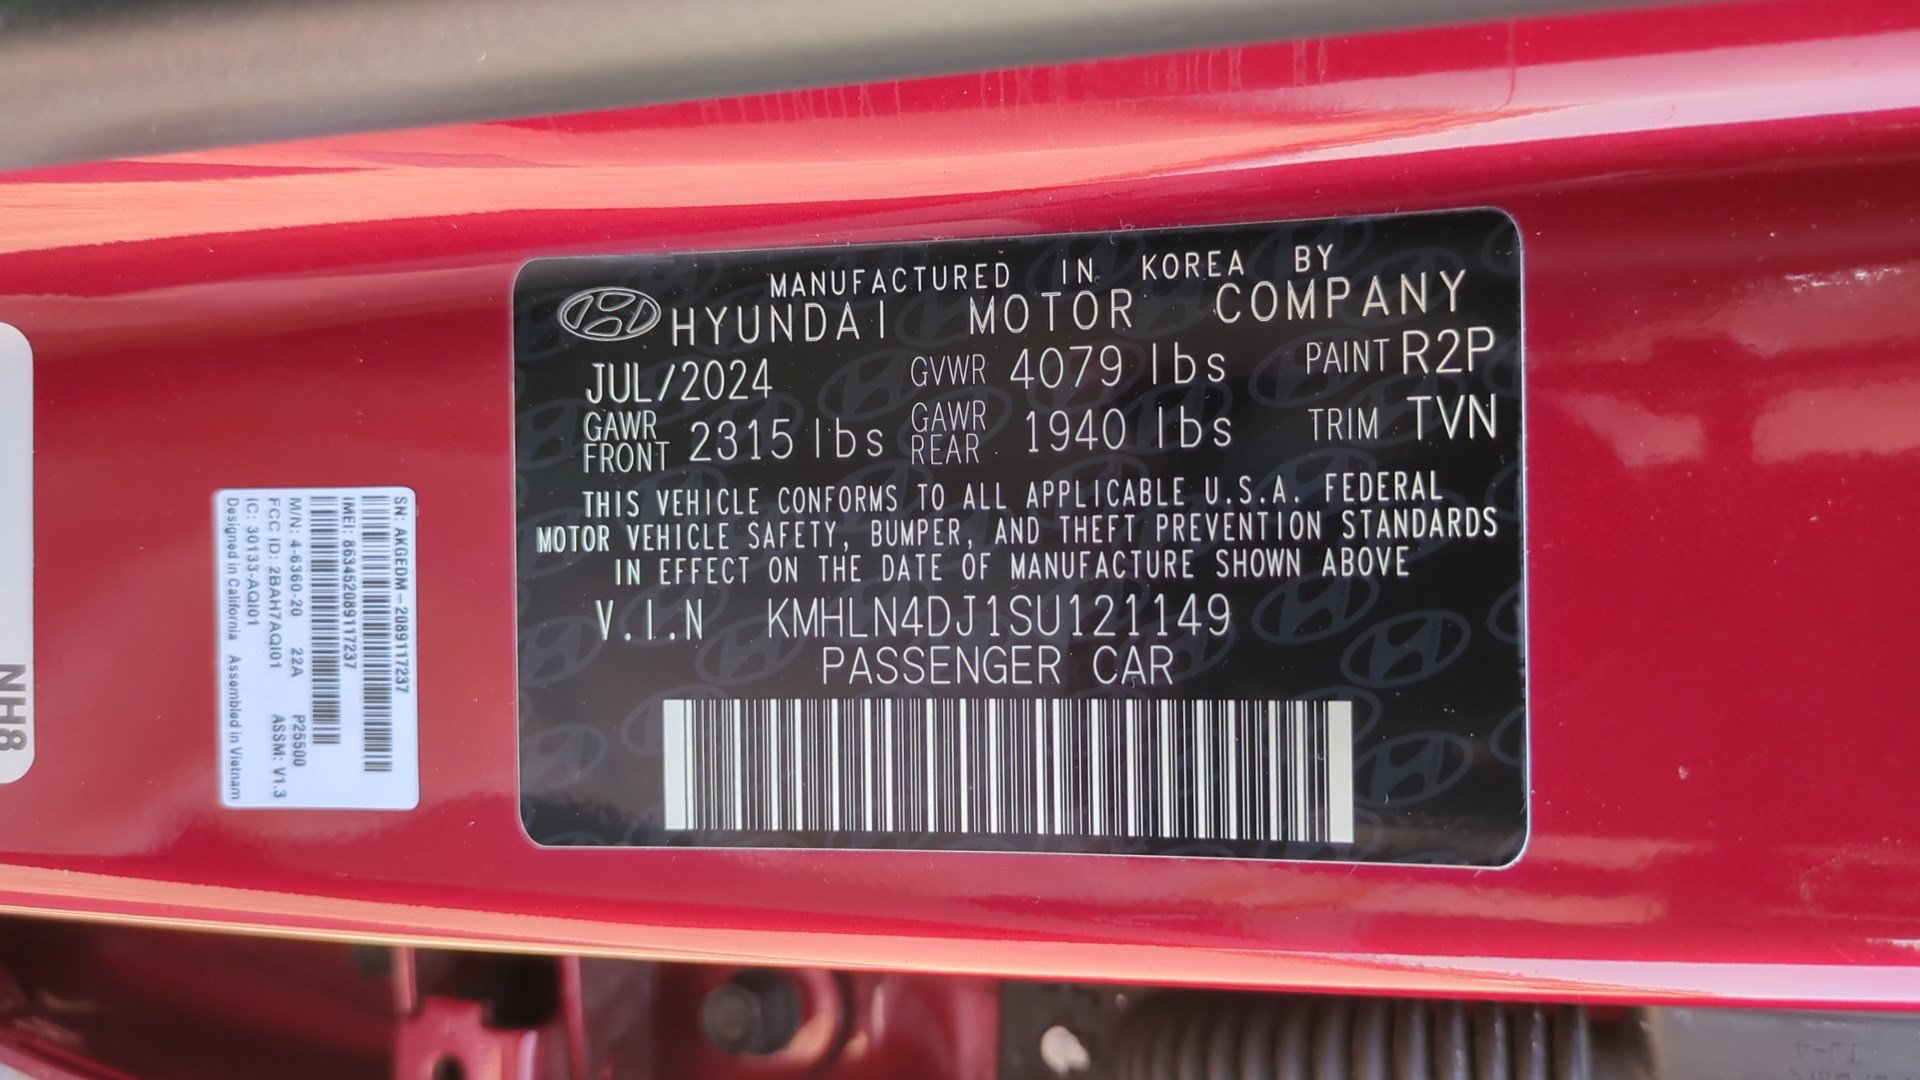 MANUFACTURED IN KOREA BY
HYUNDAI MOTOR COMPANY
JUL/2024 GVWR 4079 lbs PAINT R2P
GAWR FRONT 2315 lbs GAWR REAR 1940 lbs TRIM TVN
THIS VEHICLE CONFORMS TO ALL APPLICABLE U.S.A. FEDERAL
MOTOR VEHICLE SAFETY, BUMPER, AND THEFT PREVENTION STANDARDS
IN EFFECT ON THE DATE OF MANUFACTURE SHOWN ABOVE
V.I.N KMHLN4DJ1SU121149
PASSENGER CAR
SN: AKGEDM-2089117237
IMEI: 863452089117237
M/N: 4-6360-20 22A P25500
FCC ID: 2BAH7AQI01 ASSM: V1.3
IC: 30133-AQI01
Designed in California Assembled in Vietnam
NH8